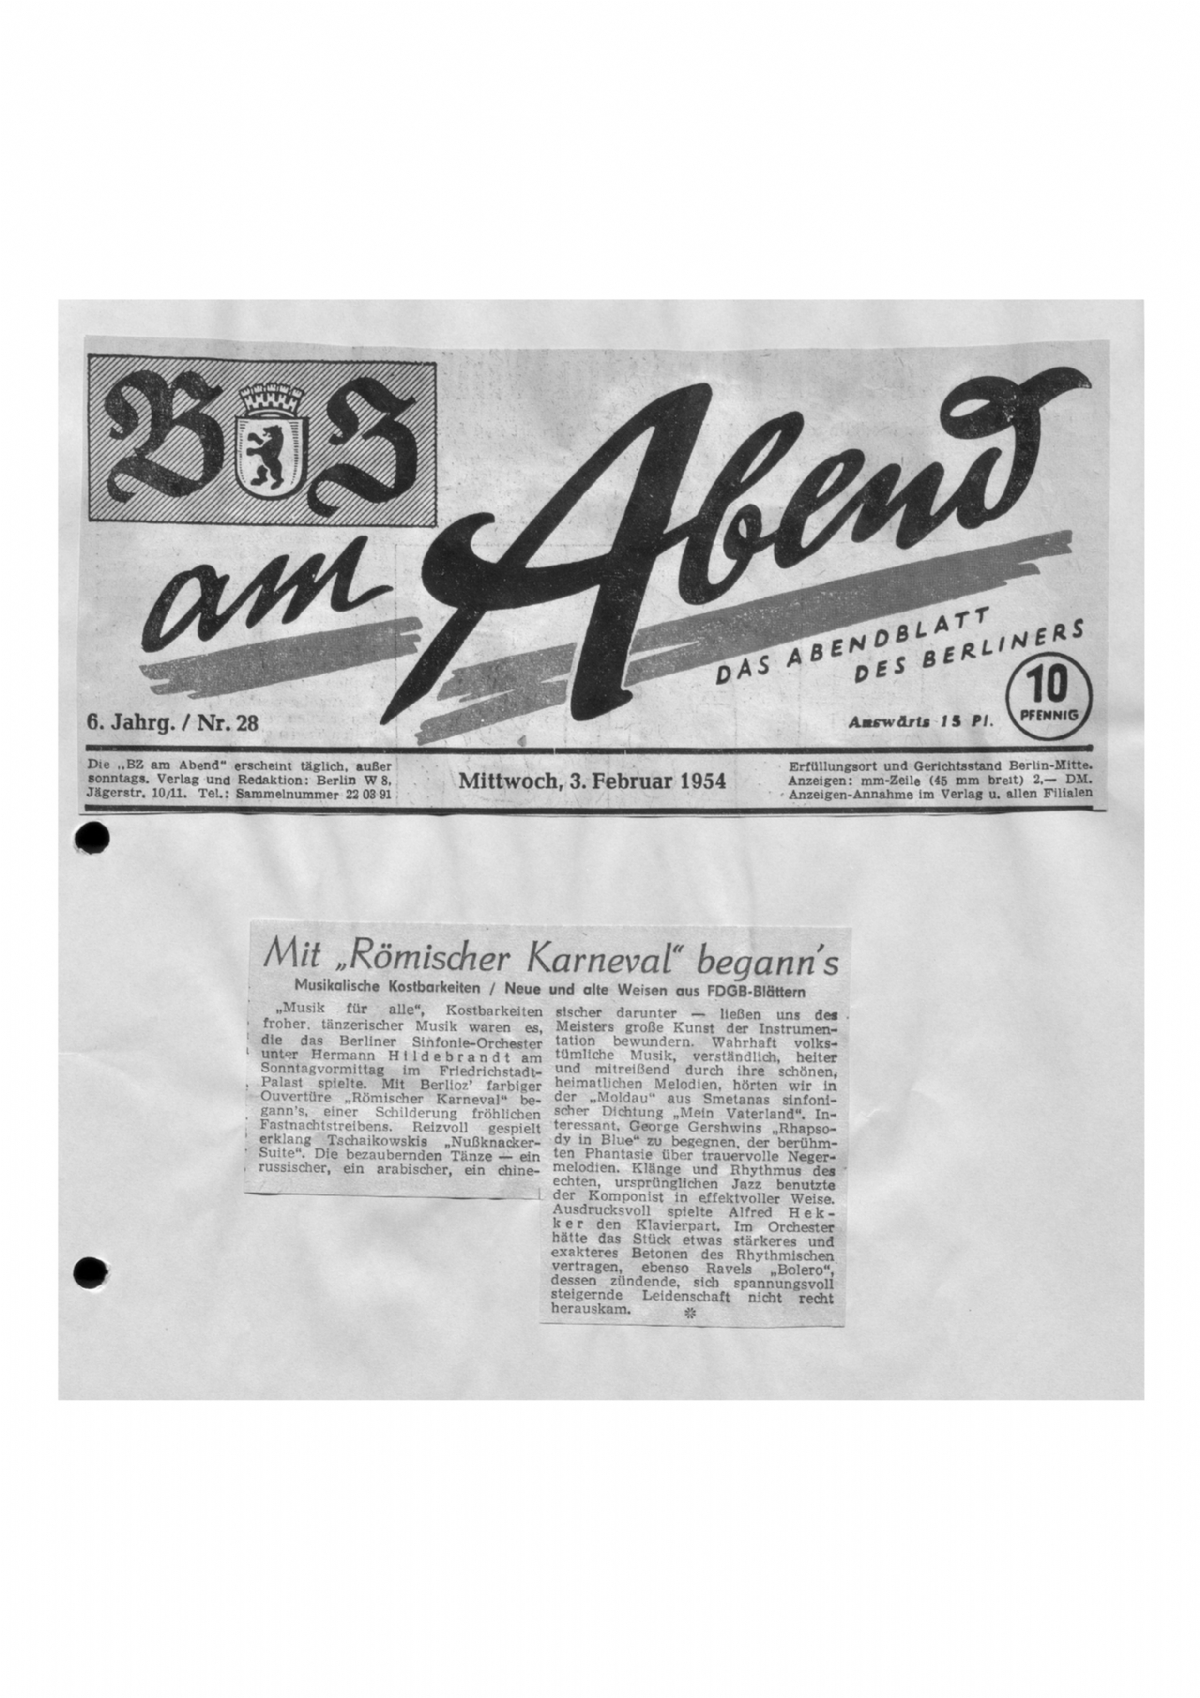 BZ
am Abend
DAS ABENDBLATT
DES BERLINERS
10
PFENNIG
6. Jahrg. / Nr. 28
Auswärts 15 Pf.
Die „BZ am Abend“ erscheint täglich, außer
sonntags. Verlag und Redaktion: Berlin W 8,
Jägerstr. 10/11. Tel.: Sammelnummer 22 03 91
Mittwoch, 3. Februar 1954
Erfüllungsort und Gerichtsstand Berlin-Mitte.
Anzeigen: mm-Zeile (45 mm breit) 2,— DM.
Anzeigen-Annahme im Verlag u. allen Filialen
Mit „Römischer Karneval“ begann's
Musikalische Kostbarkeiten / Neue und alte Weisen aus FDGB-Blättern
„Musik für alle“, Kostbarkeiten
froher, tänzerischer Musik waren es,
die das Berliner Sinfonie-Orchester
unter Hermann Hildebrandt am
Sonntagvormittag im Friedrichstadt-
Palast spielte. Mit Berlioz' farbiger
Ouvertüre „Römischer Karneval“ be-
gann's, einer Schilderung fröhlichen
Fastnachtstreibens. Reizvoll gespielt
erklang Tschaikowskis „Nußknacker-
Suite“. Die bezaubernden Tänze — ein
russischer, ein arabischer, ein chine-
sischer darunter — ließen uns des
Meisters große Kunst der Instrumen-
tation bewundern. Wahrhaft volks-
tümliche Musik, verständlich, heiter
und mitreißend durch ihre schönen,
heimatlichen Melodien, hörten wir in
der „Moldau“ aus Smetanas sinfoni-
scher Dichtung „Mein Vaterland“. In-
teressant, George Gershwins „Rhapso-
dy in Blue“ zu begegnen, der berühm-
ten Phantasie über trauervolle Neger-
melodien. Klänge und Rhythmus des
echten, ursprünglichen Jazz benutzte
der Komponist in effektvoller Weise.
Ausdrucksvoll spielte Alfred Hek-
ker den Klavierpart. Im Orchester
hätte das Stück etwas stärkeres und
exakteres Betonen des Rhythmischen
vertragen, ebenso Ravels „Bolero“,
dessen zündende, sich spannungsvoll
steigernde Leidenschaft nicht recht
herauskam. *